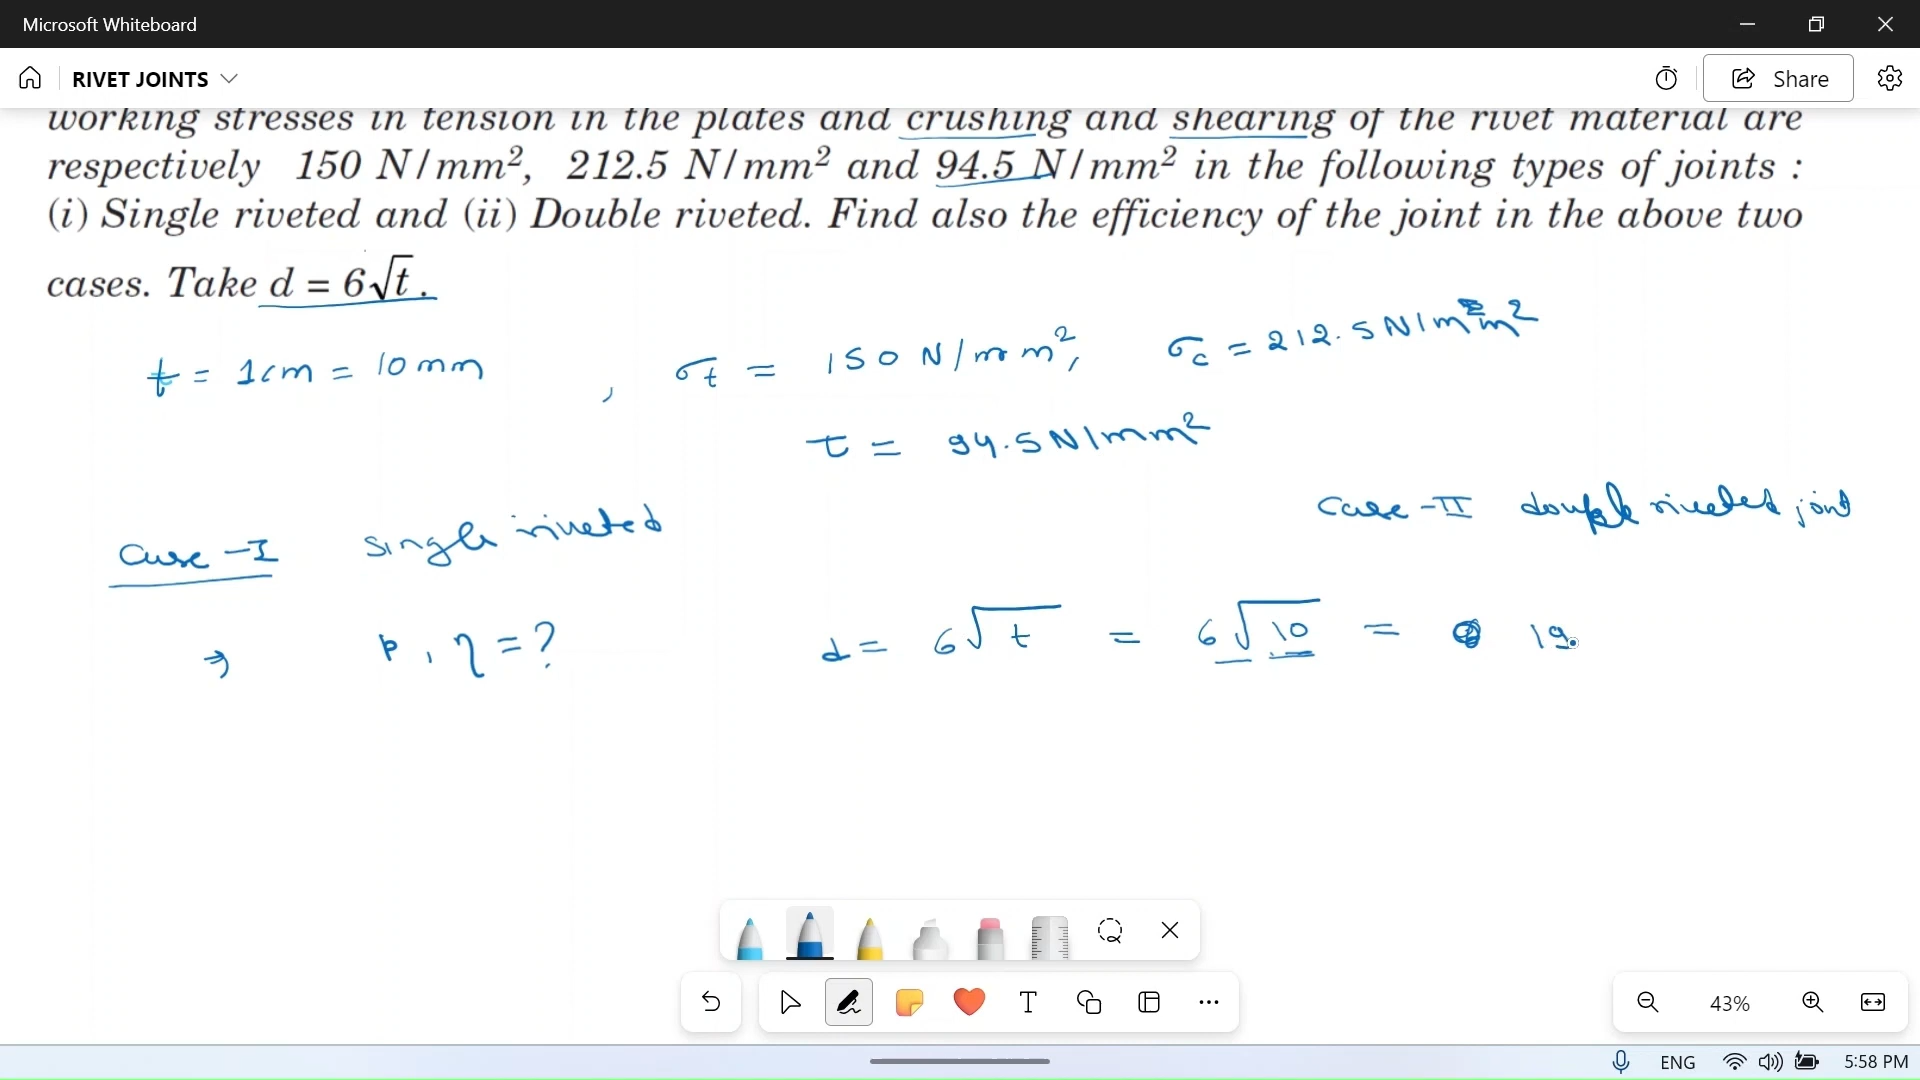 Microsoft Whiteboard
RIVET JOINTS
Share
working stresses in tension in the plates and crushing and shearing of the rivet material are
respectively 150 N/mm², 212.5 N/mm² and 94.5 N/mm² in the following types of joints :
(i) Single riveted and (ii) Double riveted. Find also the efficiency of the joint in the above two
cases. Take d = 6√t.
t = 1cm = 10mm , σt = 150 N/mm², σc = 212.5 N/mm²
τ = 94.5 N/mm²
Case -II double riveted joint
Case -I single riveted
⇒ p, η = ? d = 6√t = 6√10 = 19
T
43%
ENG 5:58 PM